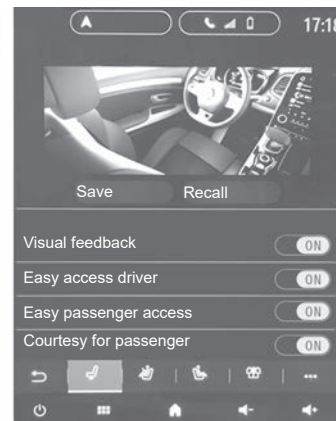 17:18
Save Recall
Visual feedback
ON
Easy access driver
ON
Easy passenger access
ON
Courtesy for passenger
ON